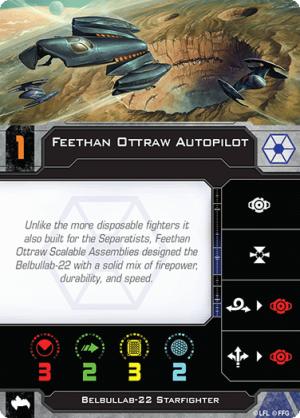 1
FEETHAN OTTRAW AUTOPILOT
Unlike the more disposable fighters it
also built for the Separatists, Feethan
Ottraw Scalable Assemblies designed the
Belbullab-22 with a solid mix of firepower,
durability, and speed.
3 2 3 2
BELBULLAB-22 STARFIGHTER
©LFL ©FFG